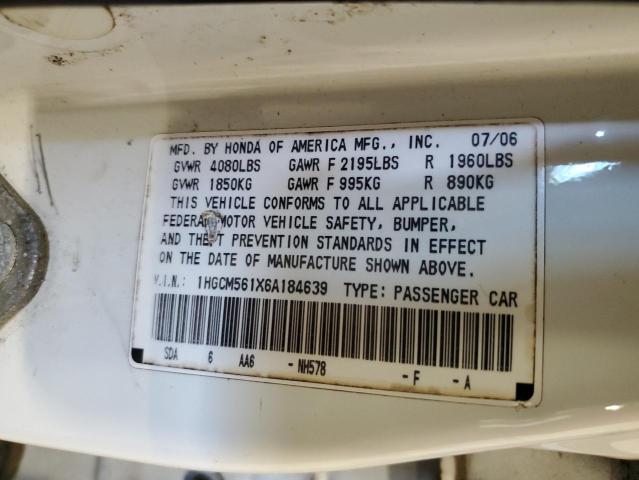 MFD. BY HONDA OF AMERICA MFG., INC. 07/06
GVWR 4080LBS GAWR F 2195LBS R 1960LBS
GVWR 1850KG GAWR F 995KG R 890KG
THIS VEHICLE CONFORMS TO ALL APPLICABLE
FEDERAL MOTOR VEHICLE SAFETY, BUMPER,
AND THEFT PREVENTION STANDARDS IN EFFECT
ON THE DATE OF MANUFACTURE SHOWN ABOVE.
V.I.N.: 1HGCM561X6A184639 TYPE: PASSENGER CAR
SDA 6 AA6 -NH578 -F -A